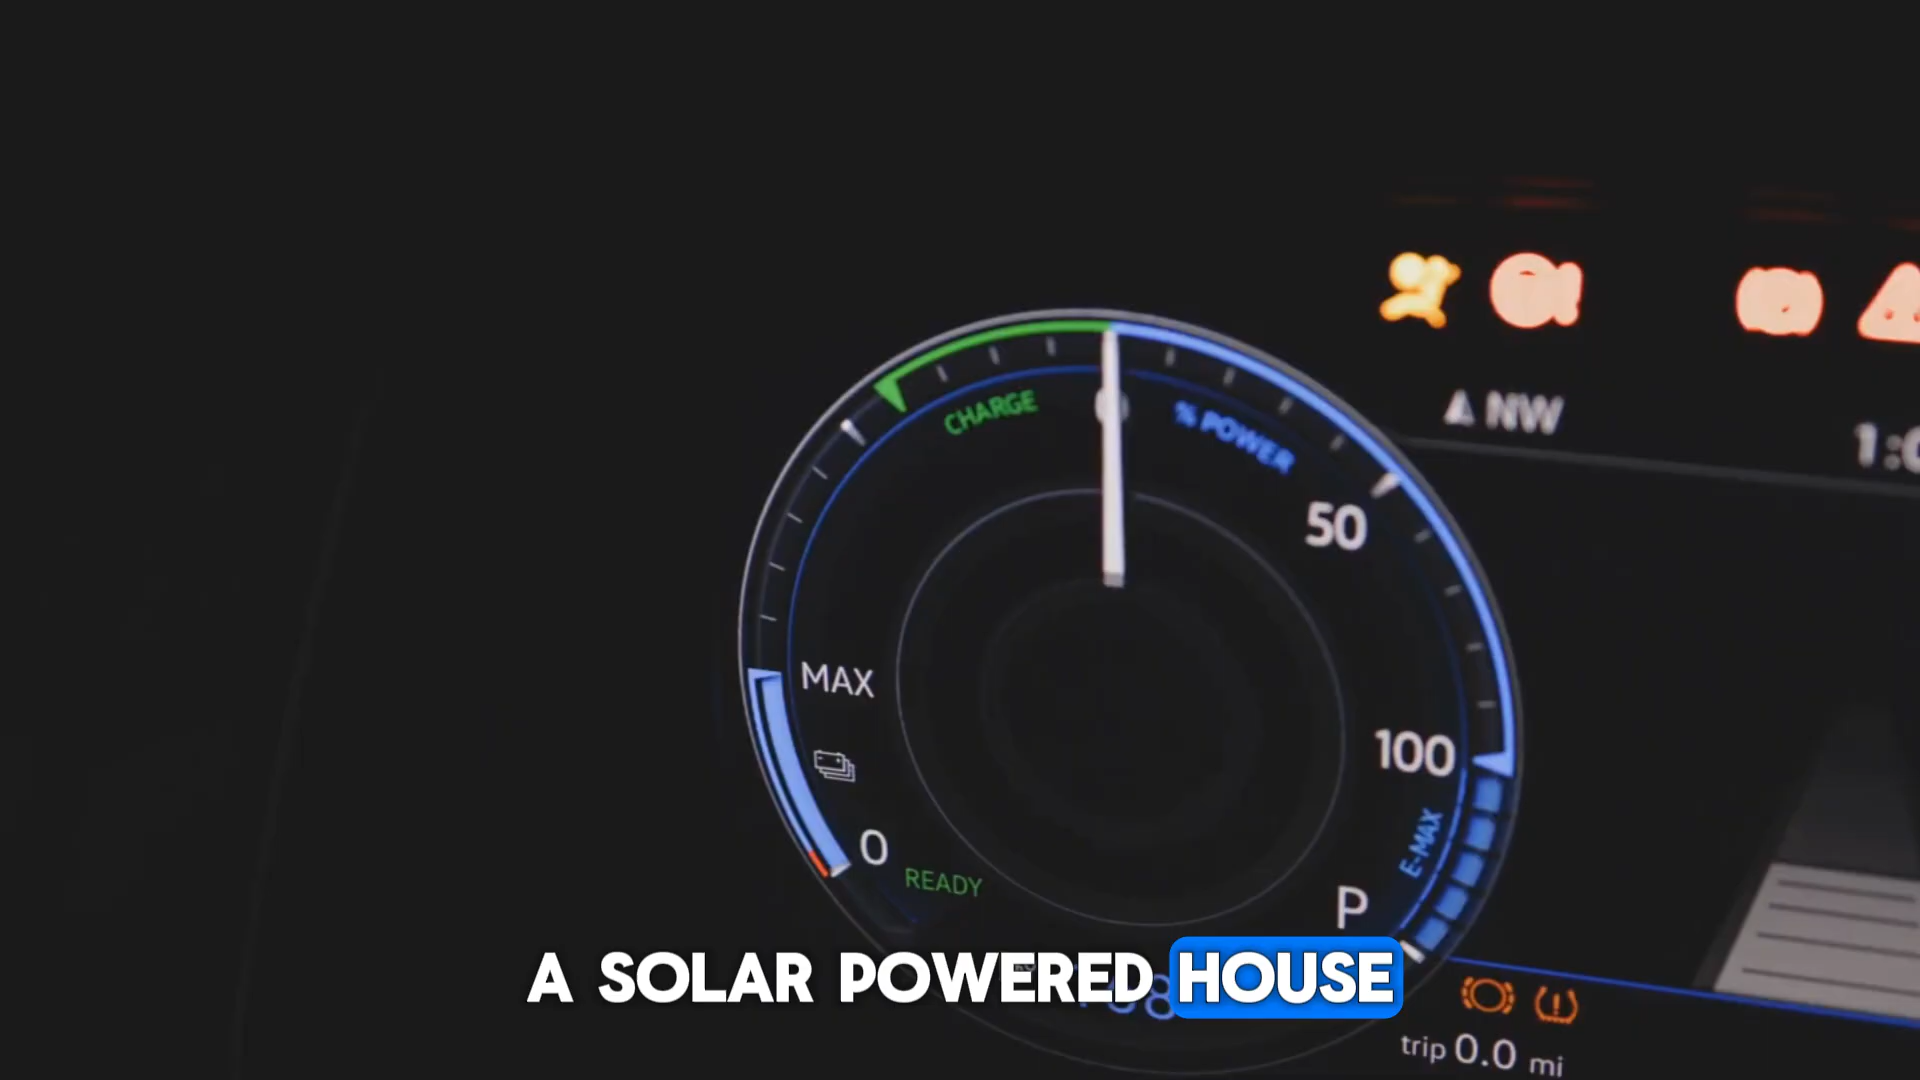 NW
CHARGE
% POWER
50
MAX
100
E-MAX
0
READY
P
A SOLAR POWERED HOUSE
trip 0.0 mi